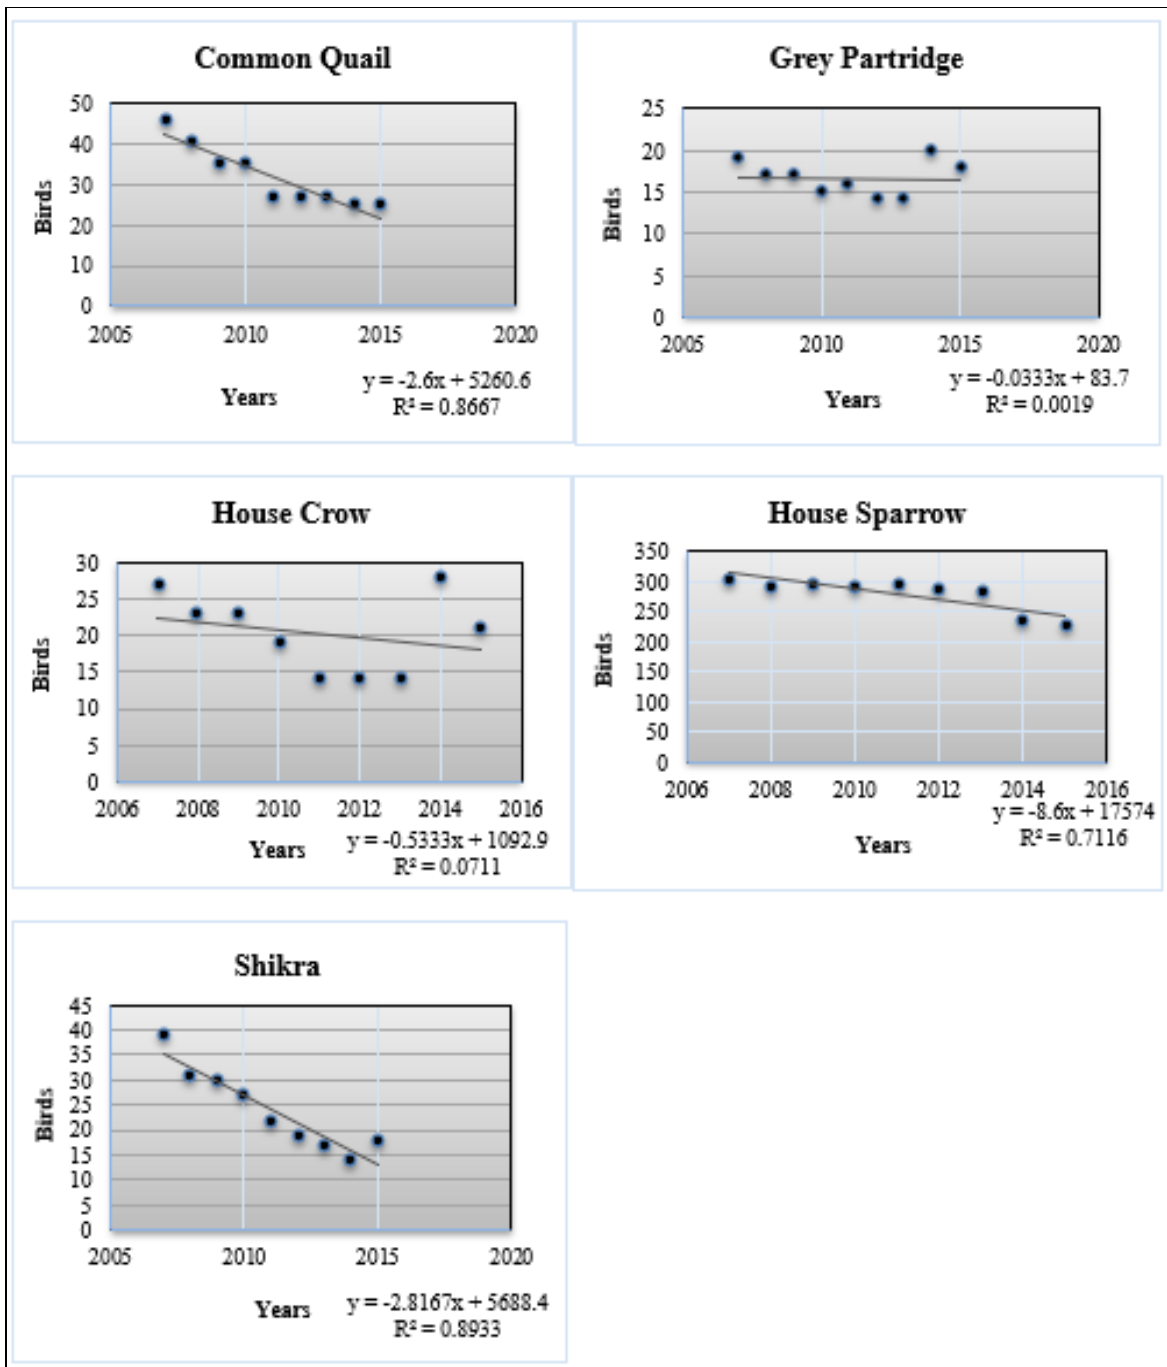 Common Quail
50
40
30
20
10
0
Birds
2005 2010 2015 2020
Years
y = -2.6x + 5260.6
R² = 0.8667
Grey Partridge
25
20
15
10
5
0
Birds
2005 2010 2015 2020
Years
y = -0.0333x + 83.7
R² = 0.0019
House Crow
30
25
20
15
10
5
0
Birds
2006 2008 2010 2012 2014 2016
Years
y = -0.5333x + 1092.9
R² = 0.0711
House Sparrow
350
300
250
200
150
100
50
0
Birds
2006 2008 2010 2012 2014 2016
Years
y = -8.6x + 17574
R² = 0.7116
Shikra
45
40
35
30
25
20
15
10
5
0
Birds
2005 2010 2015 2020
Years
y = -2.8167x + 5688.4
R² = 0.8933